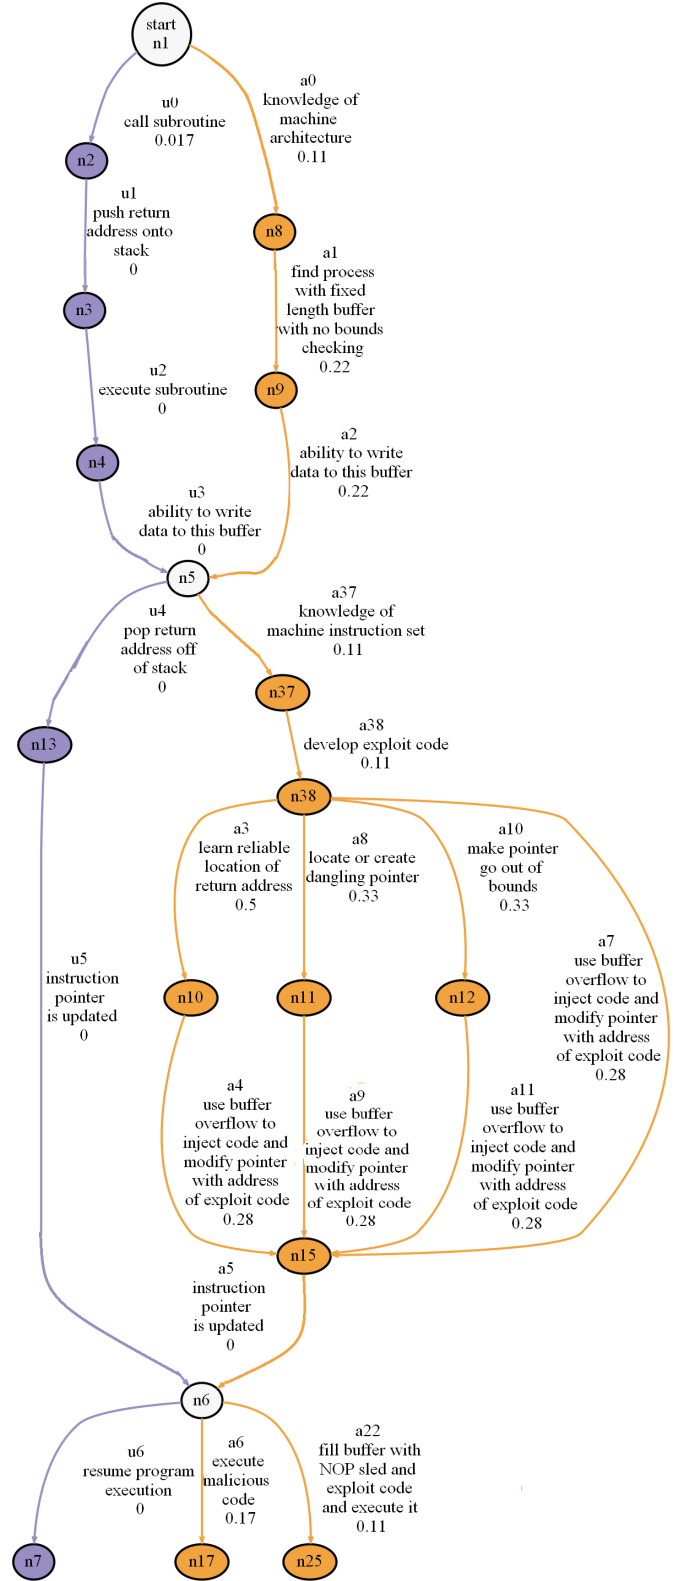 start
n1
u0
call subroutine
0.017
a0
knowledge of
machine
architecture
0.11
n2
u1
push return
address onto
stack
0
n8
a1
find process
with fixed
length buffer
with no bounds
checking
0.22
n3
u2
execute subroutine
0
n9
a2
ability to write
data to this buffer
0.22
n4
u3
ability to write
data to this buffer
0
n5
u4
pop return
address off
of stack
0
a37
knowledge of
machine instruction set
0.11
n37
n13
a38
develop exploit code
0.11
n38
a3
learn reliable
location of
return address
0.5
a8
locate or create
dangling pointer
0.33
a10
make pointer
go out of
bounds
0.33
a7
use buffer
overflow to
inject code and
modify pointer
with address
of exploit code
0.28
u5
instruction
pointer
is updated
0
n10
n11
n12
a4
use buffer
overflow to
inject code and
modify pointer
with address
of exploit code
0.28
a9
use buffer
overflow to
inject code and
modify pointer
with address
of exploit code
0.28
a11
use buffer
overflow to
inject code and
modify pointer
with address
of exploit code
0.28
n15
a5
instruction
pointer
is updated
0
n6
u6
resume program
execution
0
a6
execute
malicious
code
0.17
a22
fill buffer with
NOP sled and
exploit code
and execute it
0.11
n7
n17
n25